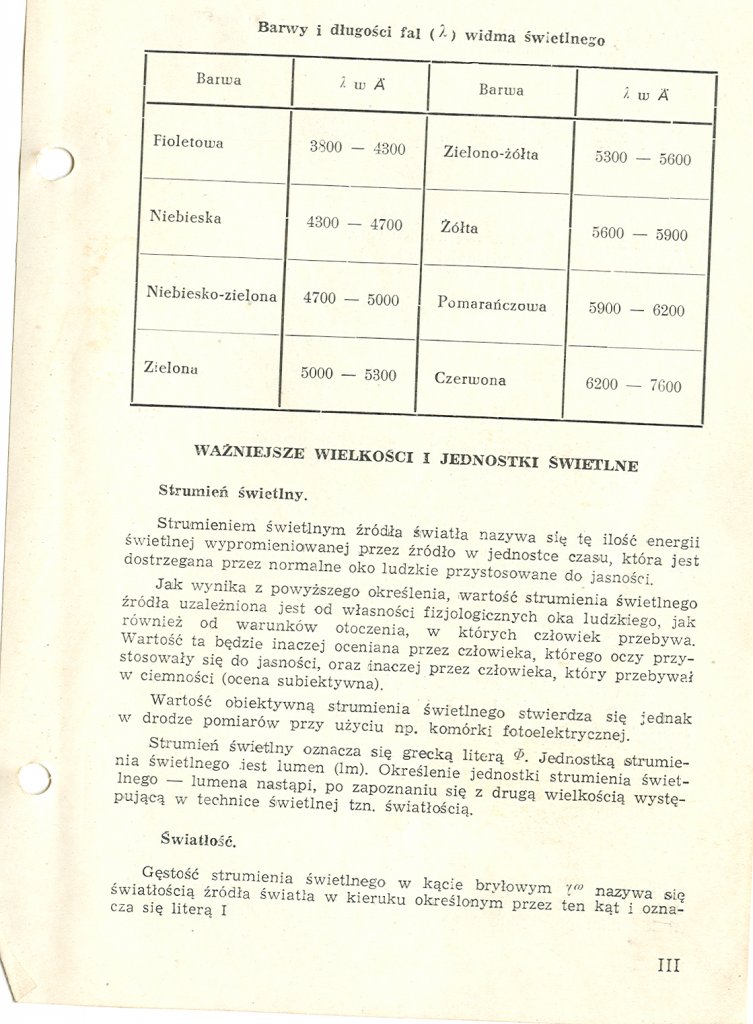 Barwy i długości fal (λ) widma świetlnego
Barwa λ w Å Barwa λ w Å
Fioletowa 3800 — 4300 Zielono-żółta 5300 — 5600
Niebieska 4300 — 4700 Żółta 5600 — 5900
Niebiesko-zielona 4700 — 5000 Pomarańczowa 5900 — 6200
Zielona 5000 — 5300 Czerwona 6200 — 7600
WAŻNIEJSZE WIELKOŚCI I JEDNOSTKI ŚWIETLNE
Strumień świetlny.
Strumieniem świetlnym źródła światła nazywa się tę ilość energii
świetlnej wypromieniowanej przez źródło w jednostce czasu, która jest
dostrzegana przez normalne oko ludzkie przystosowane do jasności.
Jak wynika z powyższego określenia, wartość strumienia świetlnego
źródła uzależniona jest od własności fizjologicznych oka ludzkiego, jak
również od warunków otoczenia, w których człowiek przebywa.
Wartość ta będzie inaczej oceniana przez człowieka, którego oczy przy-
stosowały się do jasności, oraz inaczej przez człowieka, który przebywał
w ciemności (ocena subiektywna).
Wartość obiektywną strumienia świetlnego stwierdza się jednak
w drodze pomiarów przy użyciu np. komórki fotoelektrycznej.
Strumień świetlny oznacza się grecką literą Φ. Jednostką strumie-
nia świetlnego jest lumen (lm). Określenie jednostki strumienia świet-
lnego — lumena nastąpi, po zapoznaniu się z drugą wielkością wystę-
pującą w technice świetlnej tzn. światłością.
Światłość.
Gęstość strumienia świetlnego w kącie bryłowym γω nazywa się
światłością źródła światła w kieruku określonym przez ten kąt i ozna-
cza się literą I
III